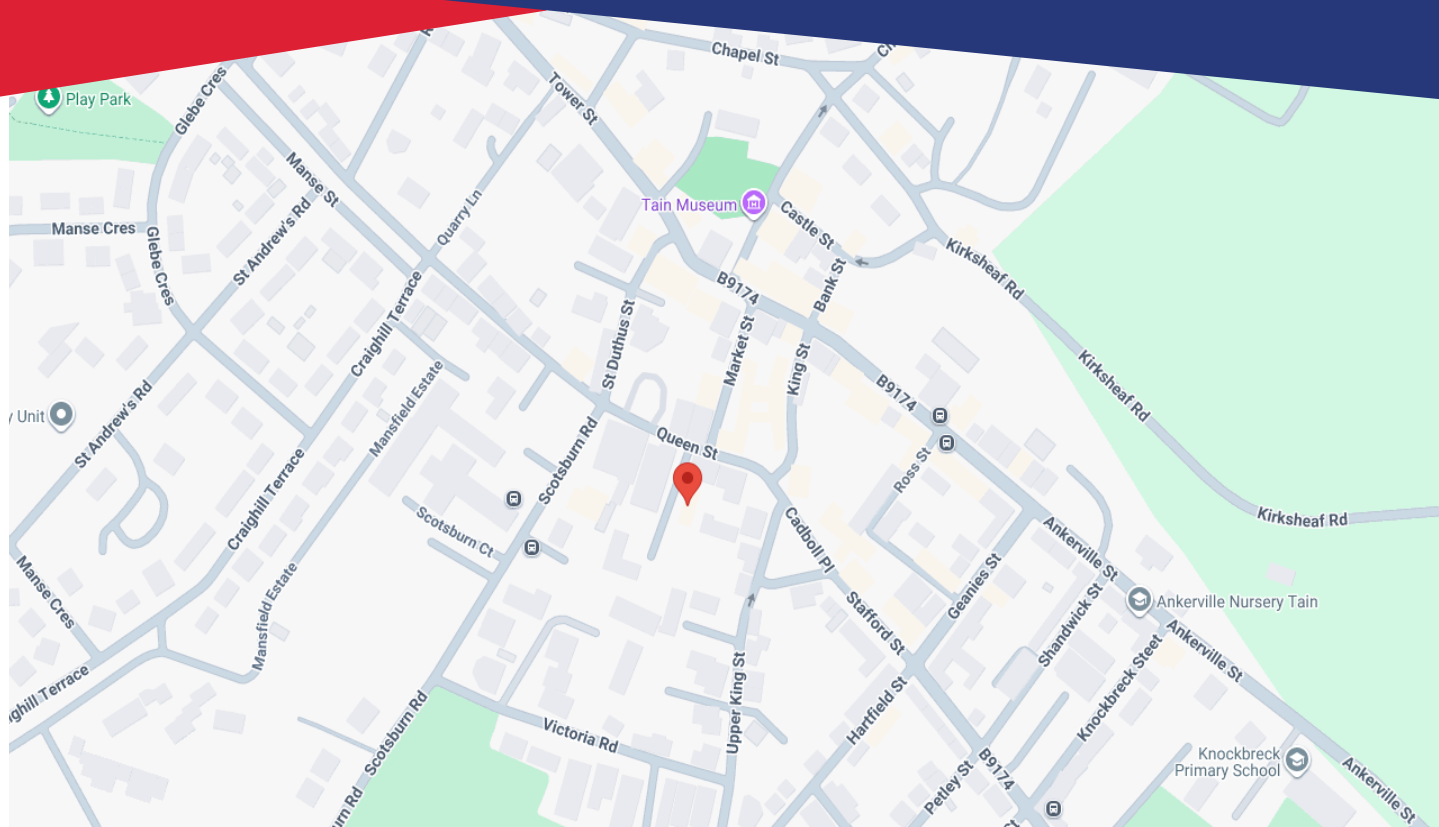 Chapel St
Tower St
Play Park
Glebe Cres
Manse St
Quarry Ln
Tain Museum
Castle St
St Andrew's Rd
Manse Cres
Glebe Cres
Kirksheaf Rd
B9174
Bank St
Craighill Terrace
St Duthus St
Market St
King St
Kirksheaf Rd
B9174
Mansfield Estate
Unit
St Andrew's Rd
Queen St
Ross St
Scotsburn Rd
Craighill Terrace
Scotsburn Ct
Cadboll Pl
Kirksheaf Rd
Ankerville St
Manse Cres
Geanies St
Stafford St
Shandwick St
Ankerville Nursery Tain
Mansfield Estate
Ankerville St
Knockbreck Steet
ghill Terrace
Upper King St
Hartfield St
Scotsburn Rd
Victoria Rd
B9174
Petley St
Knockbreck
Primary School
Ankerville St
urn Rd